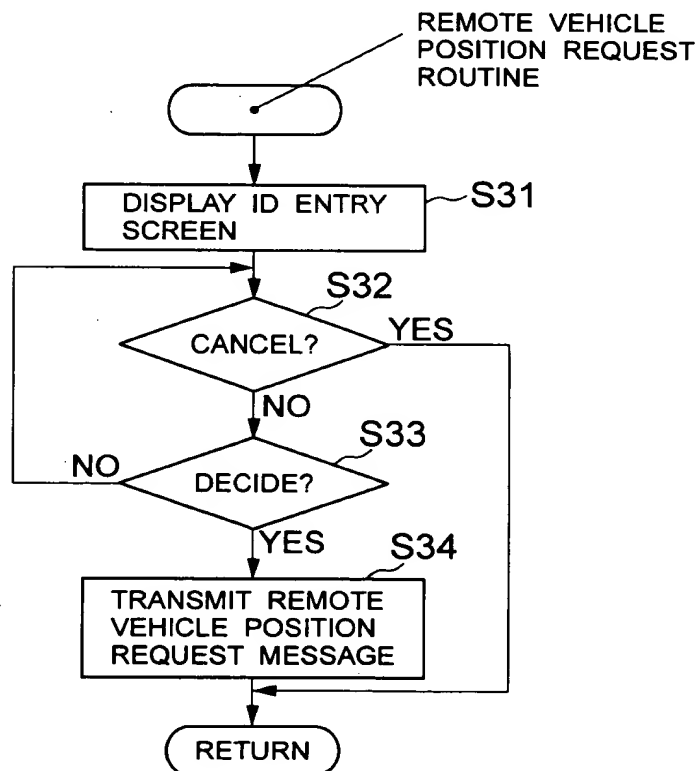 REMOTE VEHICLE
POSITION REQUEST
ROUTINE
DISPLAY ID ENTRY
SCREEN
S31
S32
CANCEL?
YES
NO
S33
NO
DECIDE?
YES
S34
TRANSMIT REMOTE
VEHICLE POSITION
REQUEST MESSAGE
RETURN